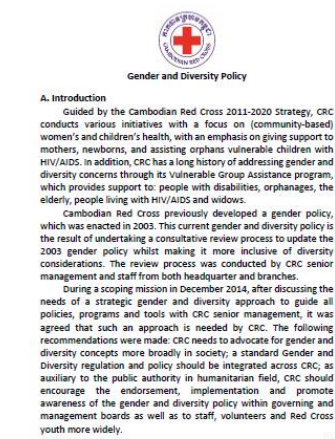 CAMBODIAN RED CROSS
Gender and Diversity Policy
A. Introduction
Guided by the Cambodian Red Cross 2011-2020 Strategy, CRC
conducts various initiatives with a focus on (community-based)
women's and children's health, with an emphasis on giving support to
mothers, newborns, and assisting orphans vulnerable children with
HIV/AIDS. In addition, CRC has a long history of addressing gender and
diversity concerns through its Vulnerable Group Assistance program,
which provides support to: people with disabilities, orphanages, the
elderly, people living with HIV/AIDS and widows.
Cambodian Red Cross previously developed a gender policy,
which was enacted in 2003. This current gender and diversity policy is
the result of undertaking a consultative review process to update the
2003 gender policy whilst making it more inclusive of diversity
considerations. The review process was conducted by CRC senior
management and staff from both headquarter and branches.
During a scoping mission in December 2014, after discussing the
needs of a strategic gender and diversity approach to guide all
policies, programs and tools with CRC senior management, it was
agreed that such an approach is needed by CRC. The following
recommendations were made: CRC needs to advocate for gender and
diversity concepts more broadly in society; a standard Gender and
Diversity regulation and policy should be integrated across CRC; as
auxiliary to the public authority in humanitarian field, CRC should
encourage the endorsement, implementation and promote
awareness of the gender and diversity policy within governing and
management boards as well as to staff, volunteers and Red Cross
youth more widely.